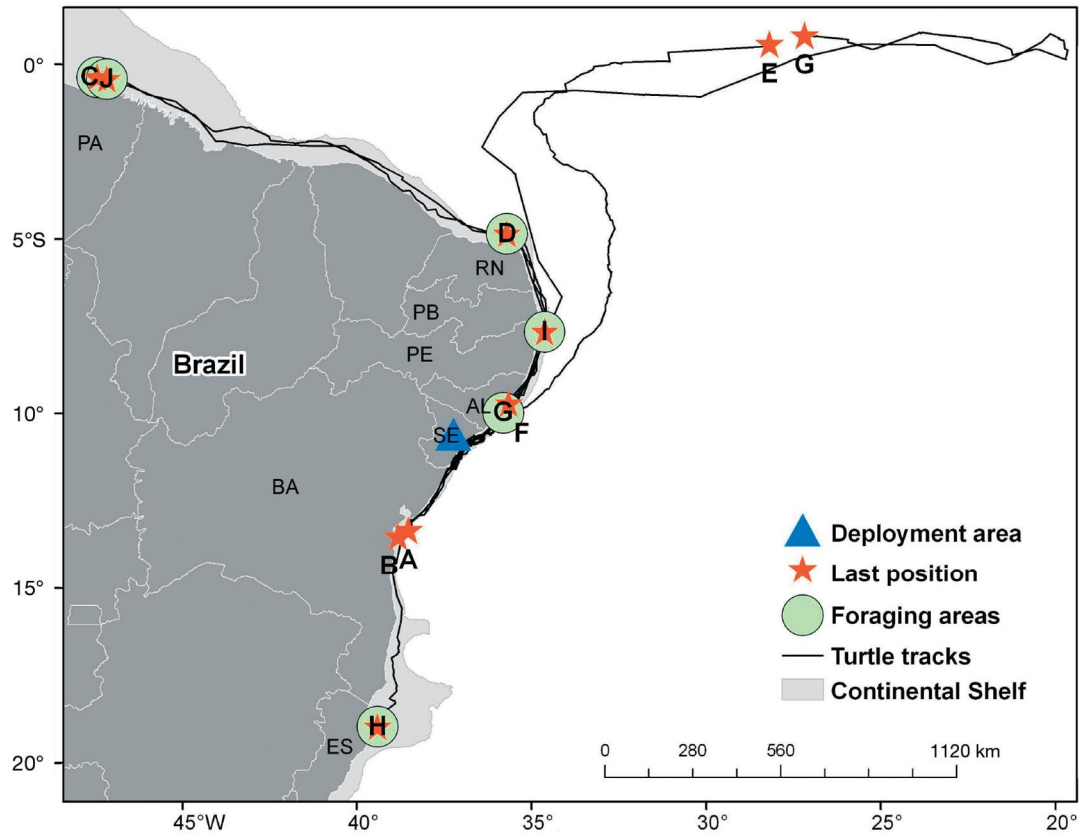 E
G
0°
C
J
PA
5°S
D
RN
PB
I
Brazil
PE
10°
AL
G
F
SE
BA
B
A
Deployment area
Last position
15°
Foraging areas
Turtle tracks
Continental Shelf
H
ES
20°
0 280 560 1120 km
45°W 40° 35° 30° 25° 20°